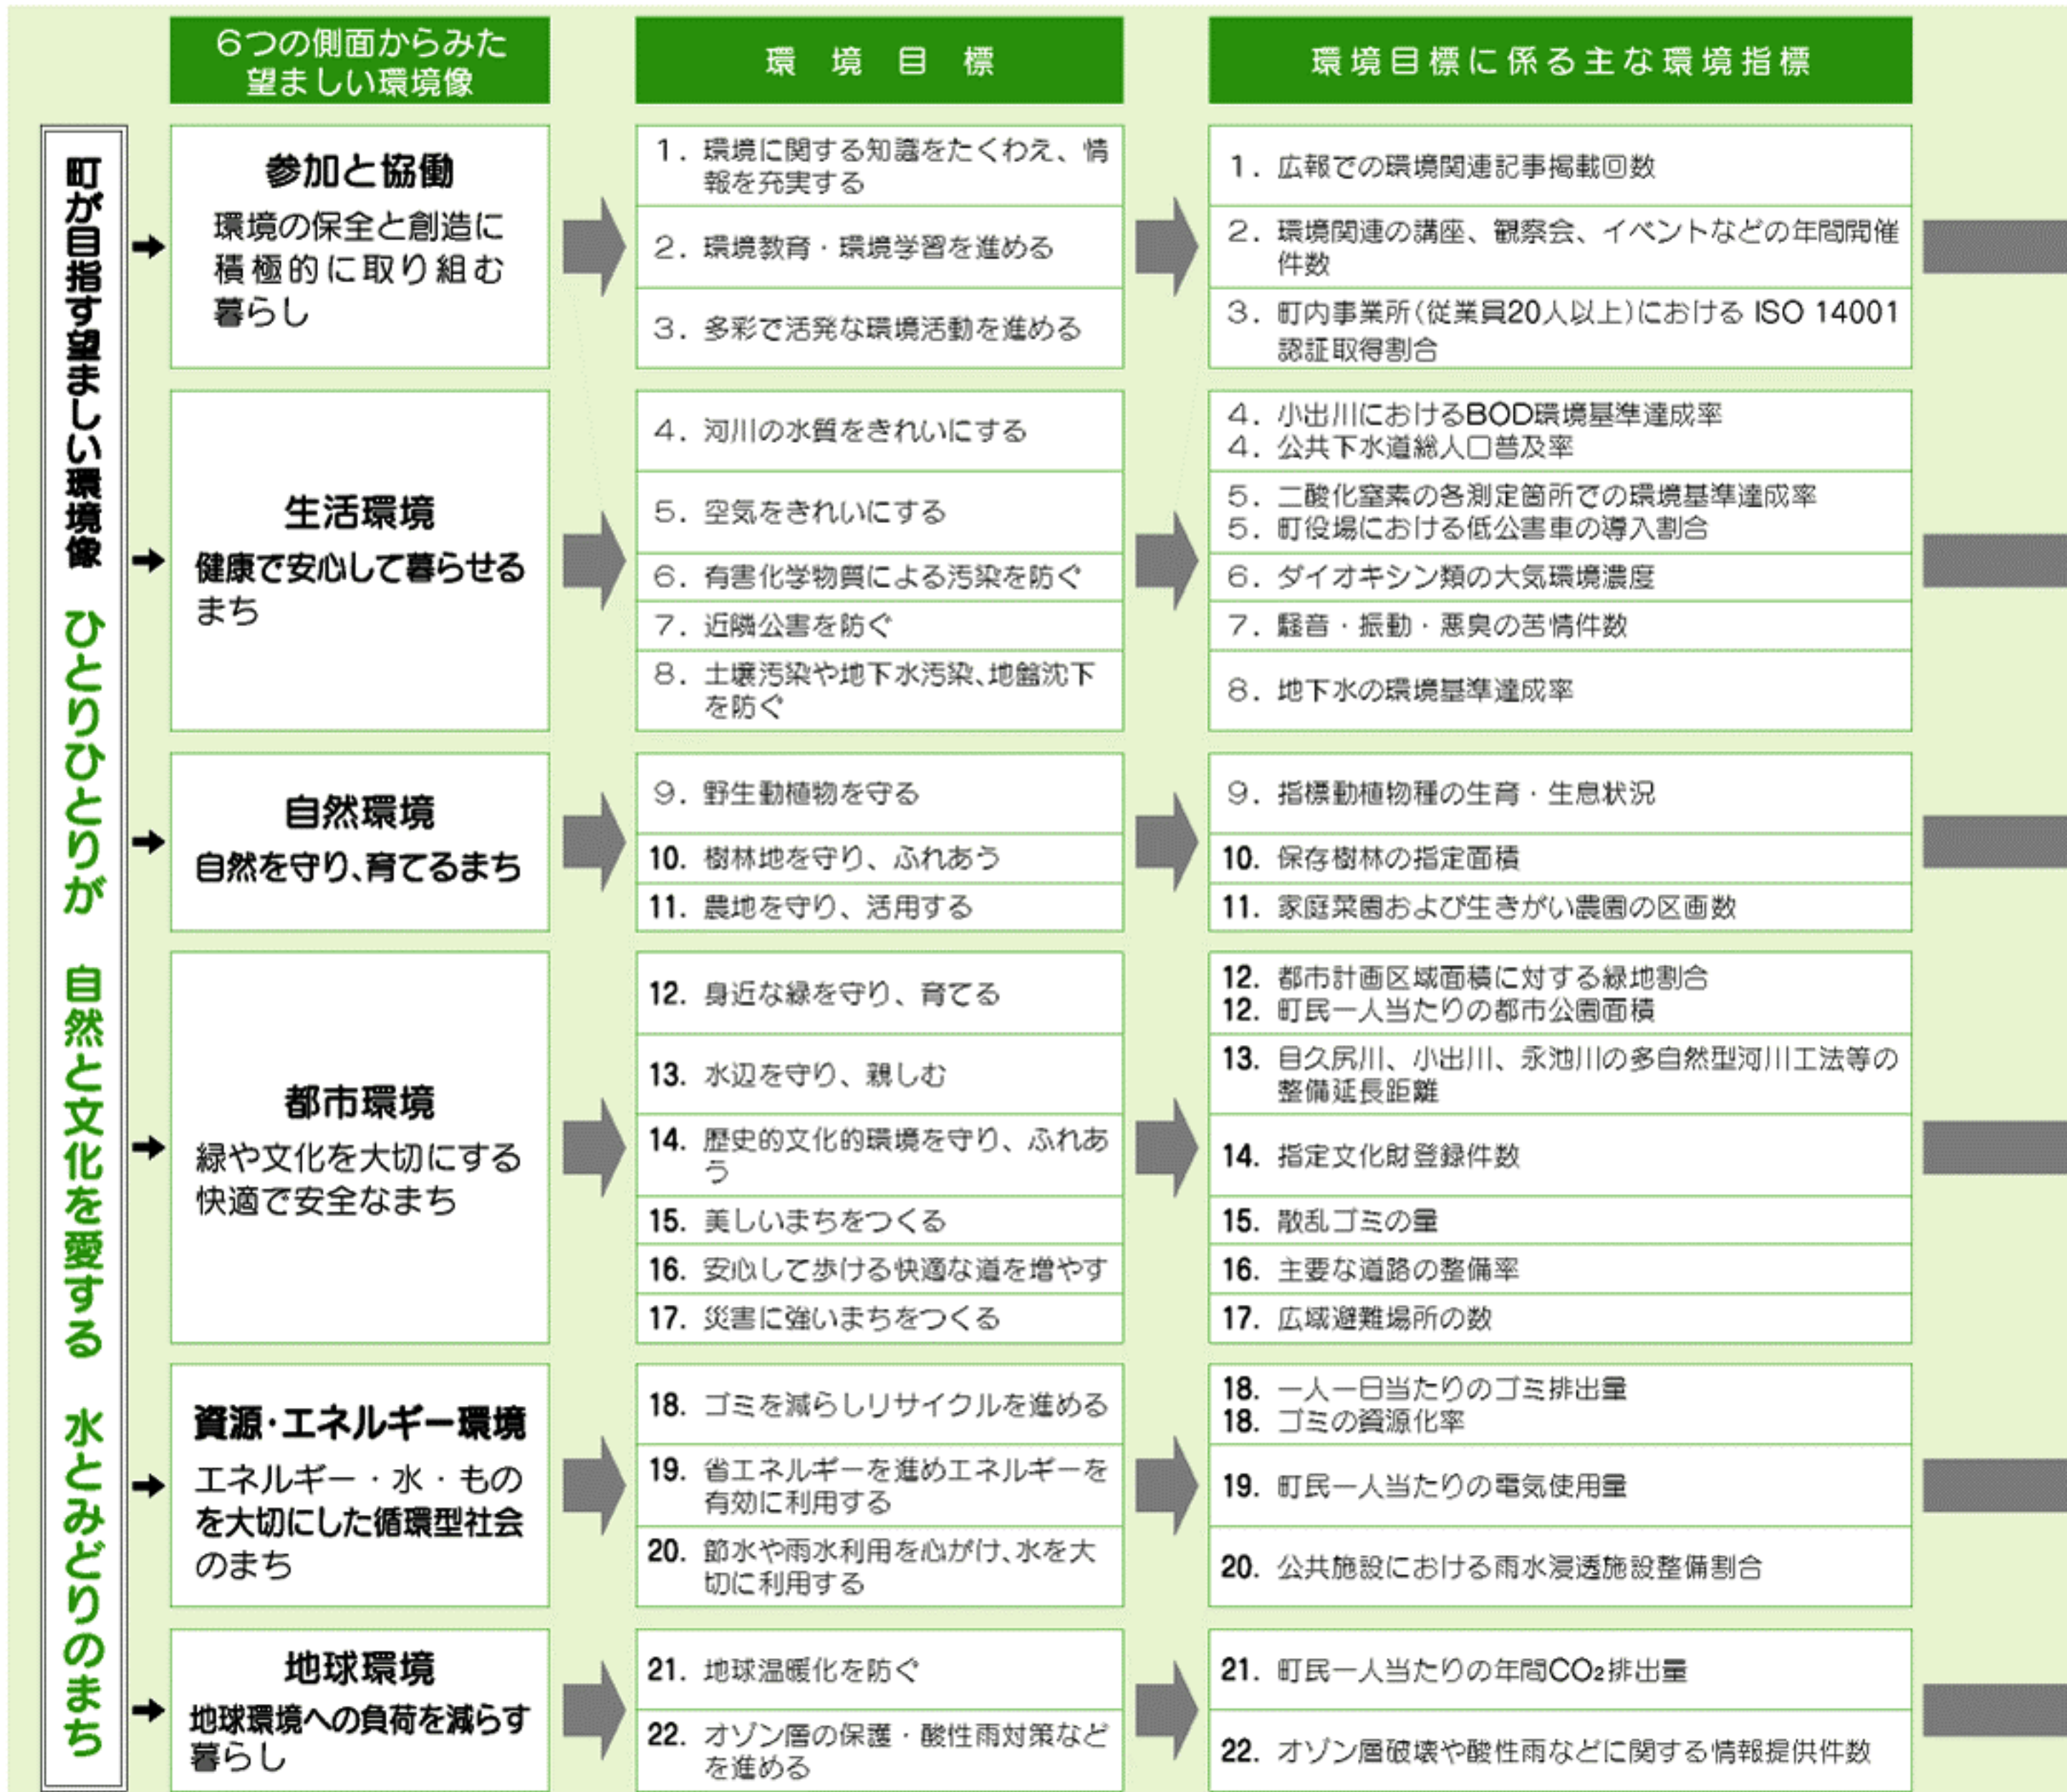 6つの側面からみた
望ましい環境像
環境目標
環境目標に係る主な環境指標
町が目指す望ましい環境像 ひとりひとりが 自然と文化を愛する 水とみどりのまち
参加と協働
環境の保全と創造に
積極的に取り組む
暮らし
1. 環境に関する知識をたくわえ、情
報を充実する
2. 環境教育・環境学習を進める
3. 多彩で活発な環境活動を進める
1. 広報での環境関連記事掲載回数
2. 環境関連の講座、観察会、イベントなどの年間開催
件数
3. 町内事業所(従業員20人以上)における ISO 14001
認証取得割合
生活環境
健康で安心して暮らせる
まち
4. 河川の水質をきれいにする
5. 空気をきれいにする
6. 有害化学物質による汚染を防ぐ
7. 近隣公害を防ぐ
8. 土壌汚染や地下水汚染、地盤沈下
を防ぐ
4. 小出川におけるBOD環境基準達成率
4. 公共下水道総人口普及率
5. 二酸化窒素の各測定箇所での環境基準達成率
5. 町役場における低公害車の導入割合
6. ダイオキシン類の大気環境濃度
7. 騒音・振動・悪臭の苦情件数
8. 地下水の環境基準達成率
自然環境
自然を守り、育てるまち
9. 野生動植物を守る
10. 樹林地を守り、ふれあう
11. 農地を守り、活用する
9. 指標動植物種の生育・生息状況
10. 保存樹林の指定面積
11. 家庭菜園および生きがい農園の区画数
都市環境
緑や文化を大切にする
快適で安全なまち
12. 身近な緑を守り、育てる
13. 水辺を守り、親しむ
14. 歴史的文化的環境を守り、ふれあ
う
15. 美しいまちをつくる
16. 安心して歩ける快適な道を増やす
17. 災害に強いまちをつくる
12. 都市計画区域面積に対する緑地割合
12. 町民一人当たりの都市公園面積
13. 目久尻川、小出川、永池川の多自然型河川工法等の
整備延長距離
14. 指定文化財登録件数
15. 散乱ゴミの量
16. 主要な道路の整備率
17. 広域避難場所の数
資源・エネルギー環境
エネルギー・水・もの
を大切にした循環型社会
のまち
18. ゴミを減らしリサイクルを進める
19. 省エネルギーを進めエネルギーを
有効に利用する
20. 節水や雨水利用を心がけ、水を大
切に利用する
18. 一人一日当たりのゴミ排出量
18. ゴミの資源化率
19. 町民一人当たりの電気使用量
20. 公共施設における雨水浸透施設整備割合
地球環境
地球環境への負荷を減らす
暮らし
21. 地球温暖化を防ぐ
22. オゾン層の保護・酸性雨対策など
を進める
21. 町民一人当たりの年間CO₂排出量
22. オゾン層破壊や酸性雨などに関する情報提供件数